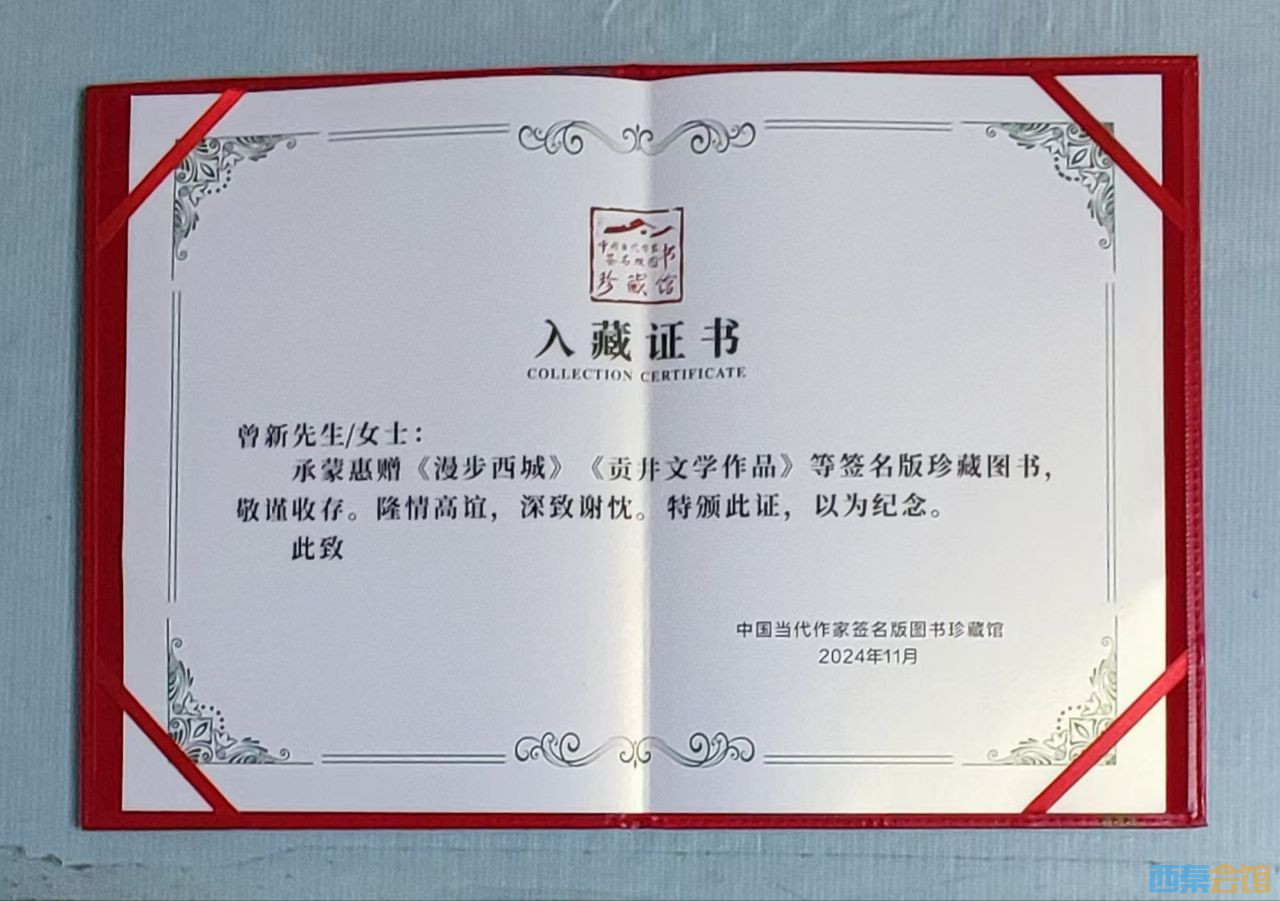 中国当代作家
签名版图书
珍藏馆
入藏证书
COLLECTION CERTIFICATE
曾新先生/女士：
承蒙惠赠《漫步西城》《贡井文学作品》等签名版珍藏图书，
敬谨收存。隆情高谊，深致谢忱。特颁此证，以为纪念。
此致
中国当代作家签名版图书珍藏馆
2024年11月
西秦会馆